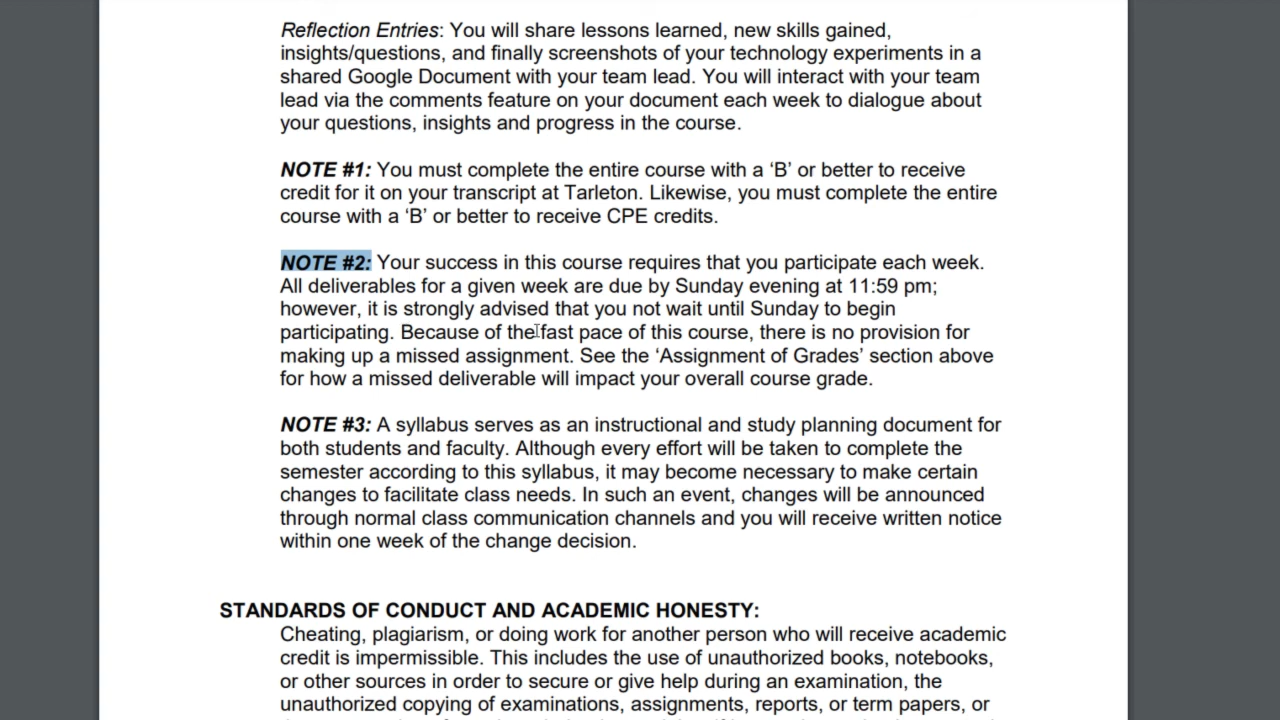 Reflection Entries: You will share lessons learned, new skills gained,
insights/questions, and finally screenshots of your technology experiments in a
shared Google Document with your team lead. You will interact with your team
lead via the comments feature on your document each week to dialogue about
your questions, insights and progress in the course.
NOTE #1: You must complete the entire course with a ‘B’ or better to receive
credit for it on your transcript at Tarleton. Likewise, you must complete the entire
course with a ‘B’ or better to receive CPE credits.
NOTE #2: Your success in this course requires that you participate each week.
All deliverables for a given week are due by Sunday evening at 11:59 pm;
however, it is strongly advised that you not wait until Sunday to begin
participating. Because of the fast pace of this course, there is no provision for
making up a missed assignment. See the ‘Assignment of Grades’ section above
for how a missed deliverable will impact your overall course grade.
NOTE #3: A syllabus serves as an instructional and study planning document for
both students and faculty. Although every effort will be taken to complete the
semester according to this syllabus, it may become necessary to make certain
changes to facilitate class needs. In such an event, changes will be announced
through normal class communication channels and you will receive written notice
within one week of the change decision.
STANDARDS OF CONDUCT AND ACADEMIC HONESTY:
Cheating, plagiarism, or doing work for another person who will receive academic
credit is impermissible. This includes the use of unauthorized books, notebooks,
or other sources in order to secure or give help during an examination, the
unauthorized copying of examinations, assignments, reports, or term papers, or